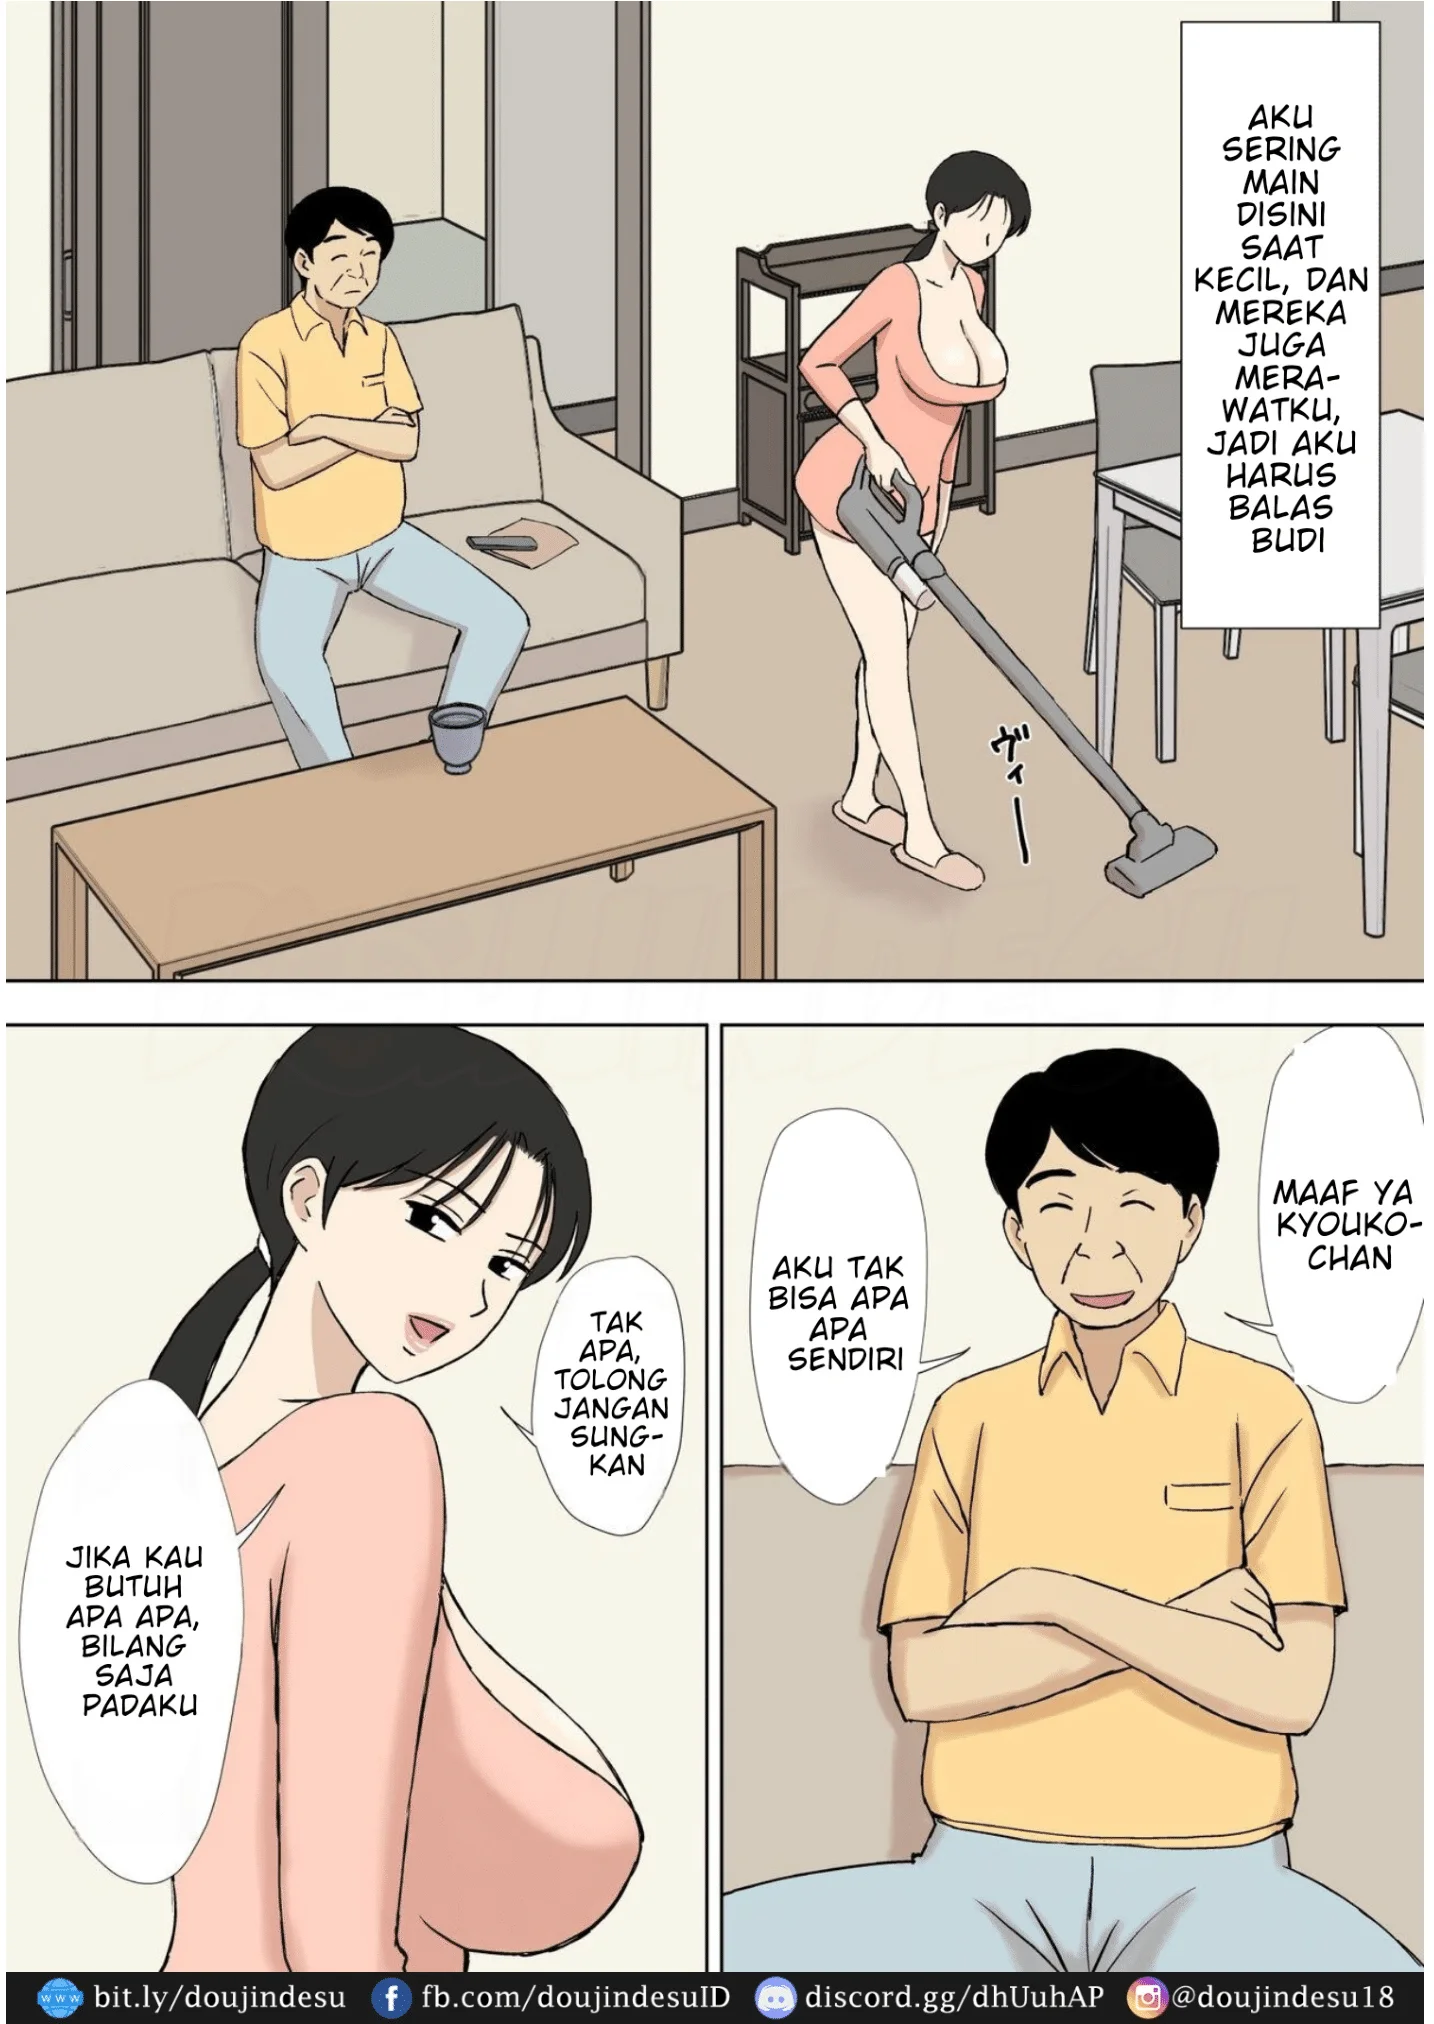 AKU
SERING
MAIN
DISINI
SAAT
KECIL, DAN
MEREKA
JUGA
MERA-
WATKU,
JADI AKU
HARUS
BALAS
BUDI
ヴィー
MAAF YA
KYOUKO-
CHAN
AKU TAK
BISA APA
APA
SENDIRI
TAK
APA,
TOLONG
JANGAN
SUNG-
KAN
JIKA KAU
BUTUH
APA APA,
BILANG
SAJA
PADAKU
www bit.ly/doujindesu fb.com/doujindesuID discord.gg/dhUuhAP @doujindesu18